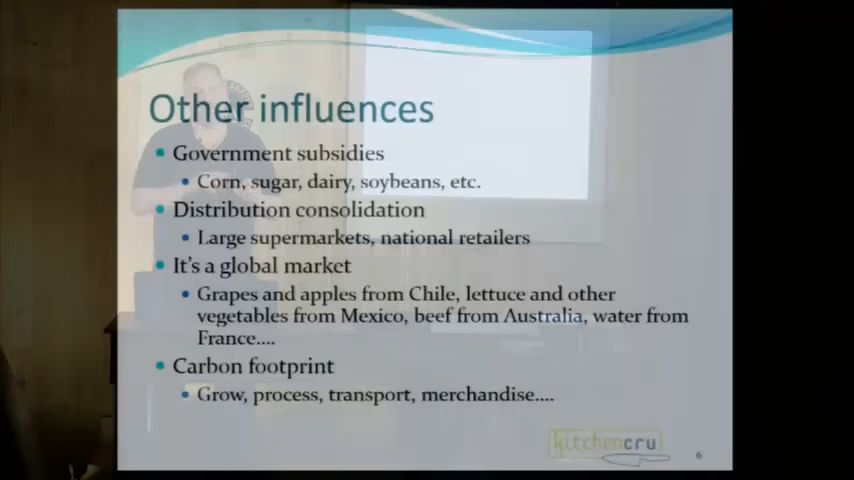 Other influences
Government subsidies
Corn, sugar, dairy, soybeans, etc.
Distribution consolidation
Large supermarkets, national retailers
It's a global market
Grapes and apples from Chile, lettuce and other
vegetables from Mexico, beef from Australia, water from
France....
Carbon footprint
Grow, process, transport, merchandise....
kitchencru
6